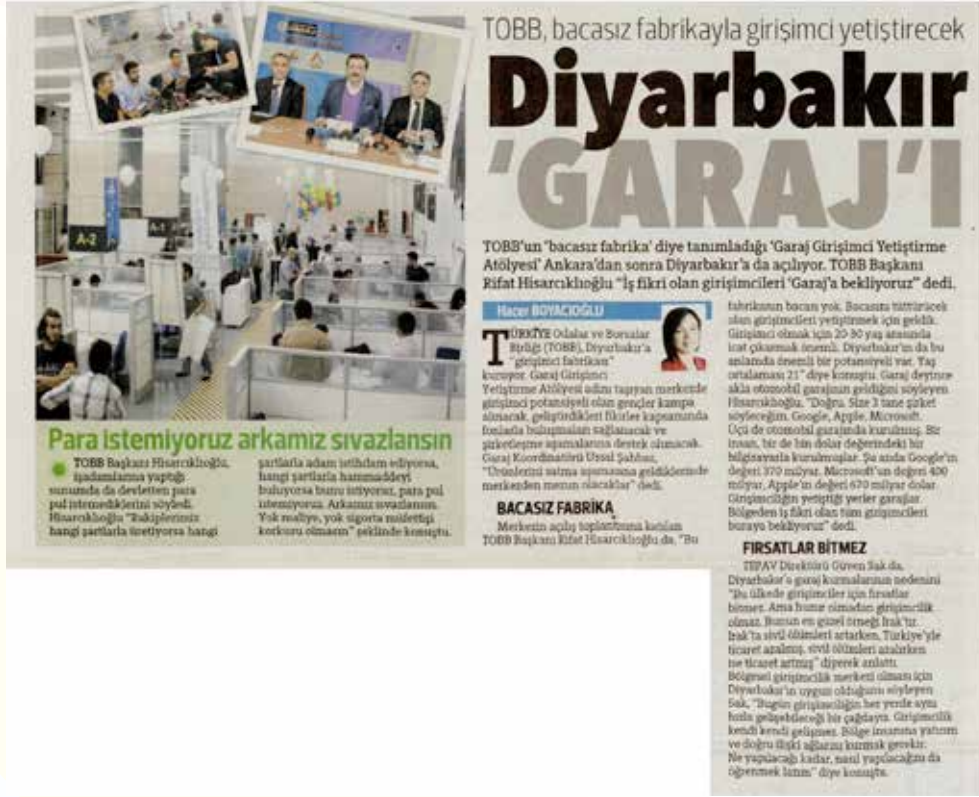 TOBB, bacasız fabrikayla girişimci yetiştirecek
Diyarbakır
'GARAJ'I
TOBB'un 'bacasız fabrika' diye tanımladığı 'Garaj Girişimci Yetiştirme
Atölyesi' Ankara'dan sonra Diyarbakır'a da açılıyor. TOBB Başkanı
Rifat Hisarcıklıoğlu "İş fikri olan girişimcileri 'Garaj'a bekliyoruz" dedi.
A-2
A-1
Para istemiyoruz arkamız sıvazlansın
TOBB Başkanı Hisarcıklıoğlu,
işadamlarına yaptığı
sunumda da devletten para
pul istemediklerini söyledi.
Hisarcıklıoğlu "Rakiplerimiz
hangi şartlarla üretiyorsa hangi
şartlarla adam istihdam ediyorsa,
hangi şartlarla hammaddeyi
buluyorsa bunu istiyoruz, para pul
istemiyoruz. Arkamız sıvazlansın.
Yok maliye, yok sigorta müfettişi
korkusu olmasın" şeklinde konuştu.
Hacer BOYACIOĞLU
TÜRKİYE Odalar ve Borsalar
Birliği (TOBB), Diyarbakır'a
"girişimci fabrikası"
kuruyor. Garaj Girişimci
Yetiştirme Atölyesi adını taşıyan merkezde
girişimci potansiyeli olan gençler kampa
alınacak, geliştirdikleri fikirler kapsamında
fonlarla buluşmaları sağlanacak ve
şirketleşme aşamalarına destek olunacak.
Garaj Koordinatörü Ussal Şahbaz,
"Ürünlerini satma aşamasına geldiklerinde
merkezden mezun olacaklar" dedi.
BACASIZ FABRİKA
Merkezin açılış toplantısına katılan
TOBB Başkanı Rifat Hisarcıklıoğlu da, "Bu
fabrikanın bacası yok. Bacasını tüttürecek
olan girişimcileri yetiştirmek için geldik.
Girişimci olmak için 20-30 yaş arasında
icat çıkarmak önemli. Diyarbakır'ın da bu
anlamda önemli bir potansiyeli var. Yaş
ortalaması 21" diye konuştu. Garaj deyince
akla otomobil garajının geldiğini söyleyen
Hisarcıklıoğlu, "Doğru. Size 3 tane şirket
söyleyeceğim. Google, Apple, Microsoft.
Üçü de otomobil garajında kurulmuş. Bir
insan, bir de bin dolar değerindeki bir
bilgisayarla kurulmuşlar. Şu anda Google'ın
değeri 370 milyar, Microsoft'un değeri 400
milyar, Apple'ın değeri 670 milyar dolar.
Girişimciliğin yetiştiği yerler garajlar.
Bölgeden iş fikri olan tüm girişimcileri
buraya bekliyoruz" dedi.
FIRSATLAR BİTMEZ
TEPAV Direktörü Güven Sak da,
Diyarbakır'a garaj kurmalarının nedenini
"Bu ülkede girişimciler için fırsatlar
bitmez. Ama huzur olmadan girişimcilik
olmaz. Bunun en güzel örneği Irak'tır.
Irak'ta sivil ölümleri artarken, Türkiye'yle
ticaret azalmış, sivil ölümleri azalırken
ise ticaret artmış" diyerek anlattı.
Bölgesel girişimcilik merkezi olması için
Diyarbakır'ın uygun olduğunu söyleyen
Sak, "Bugün girişimciliğin her yerde aynı
hızla gelişebileceği bir çağdayız. Girişimcilik
kendi kendi gelişmez. Bölge insanına yatırım
ve doğru ilişki ağlarını kurmak gerekir.
Ne yapılacağı kadar, nasıl yapılacağını da
öğrenmek lazım" diye konuştu.